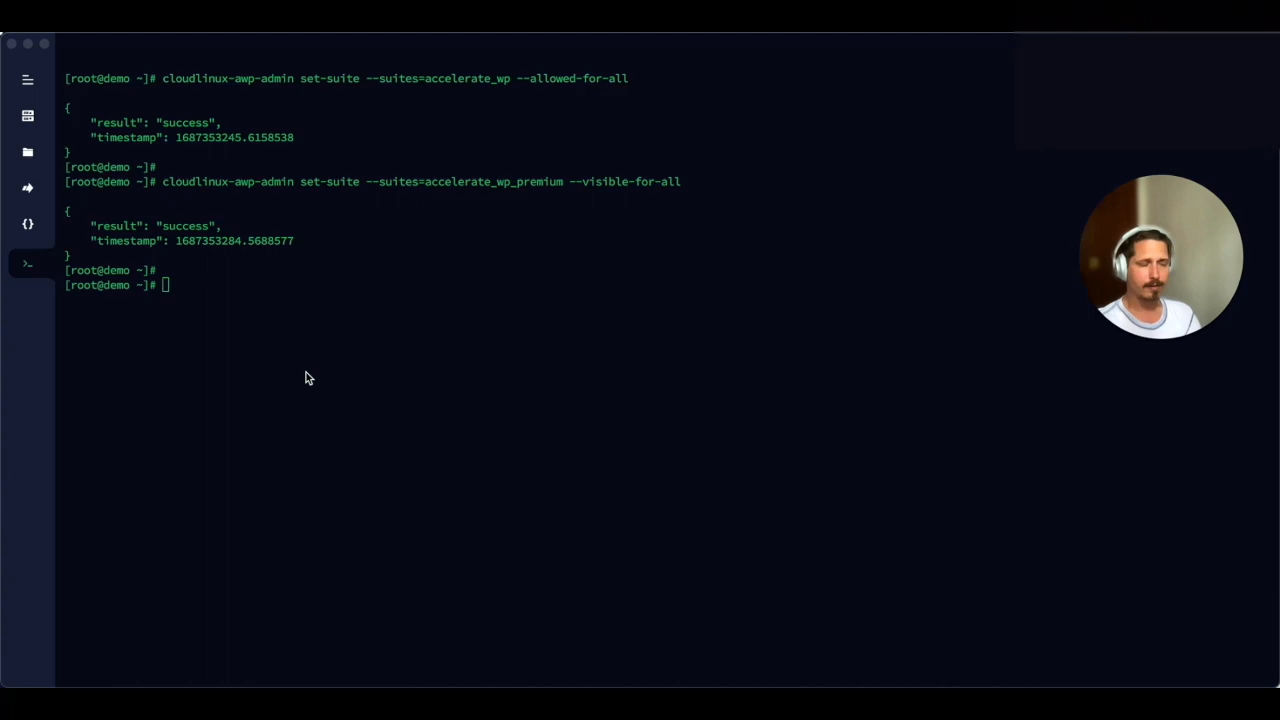 [root@demo ~]# cloudlinux-awp-admin set-suite --suites=accelerate_wp --allowed-for-all
{
"result": "success",
"timestamp": 1687353245.6158538
}
[root@demo ~]#
[root@demo ~]# cloudlinux-awp-admin set-suite --suites=accelerate_wp_premium --visible-for-all
{
"result": "success",
"timestamp": 1687353284.5688577
}
[root@demo ~]#
[root@demo ~]#